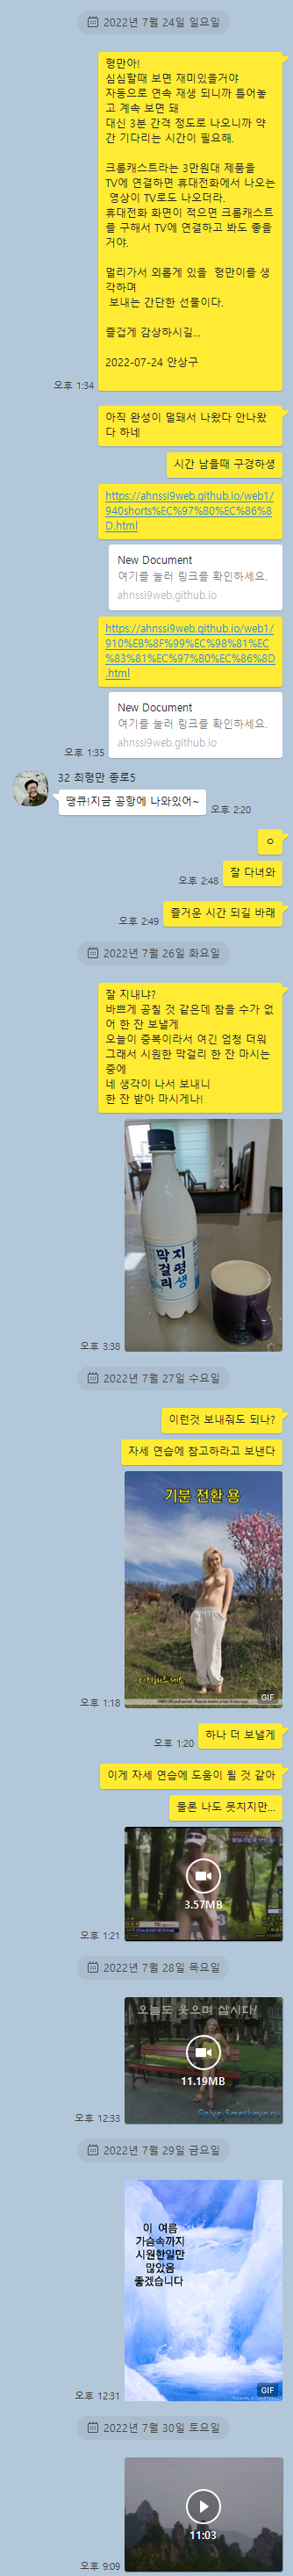 2022년 7월 24일 일요일
형만아!
심심할때 보면 재미있을거야
자동으로 연속 재생 되니까 틀어놓
고 계속 보면 돼
대신 3분 간격 정도로 나오니까 약
간 기다리는 시간이 필요해.
크롬캐스트라는 3만원대 제품을
TV에 연결하면 휴대전화에서 나오는
영상이 TV로도 나오더라.
휴대전화 화면이 적으면 크롬캐스트
를 구해서 TV에 연결하고 봐도 좋을
거야.
멀리가서 외롭게 있을 형만이를 생
각하며
보내는 간단한 선물이다.
즐겁게 감상하시길...
2022-07-24 안상구
오후 1:34
아직 완성이 덜돼서 나왔다 안나왔
다 하네
시간 남을때 구경하셩
https://ahnssi9web.github.io/web1/
940shorts%EC%97%B0%EC%86%8
D.html
New Document
여기를 눌러 링크를 확인하세요.
ahnssi9web.github.io
https://ahnssi9web.github.io/web1/
910%EB%8F%99%EC%98%81%EC
%83%81%EC%97%B0%EC%86%8D
.html
New Document
여기를 눌러 링크를 확인하세요.
ahnssi9web.github.io
오후 1:35
32 최형만 종로5
땡큐!지금 공항에 나와있어~
오후 2:20
ㅇ
잘 다녀와
오후 2:48
즐거운 시간 되길 바래
오후 2:49
2022년 7월 26일 화요일
잘 지내냐?
바쁘게 공칠 것 같은데 참을 수가 없
어 한 잔 보낼게
오늘이 중복이라서 여긴 엄청 더워
그래서 시원한 막걸리 한 잔 마시는
중에
네 생각이 나서 보내니
한 잔 받아 마시게나!
지평생
막걸리
오후 3:38
2022년 7월 27일 수요일
이런것 보내줘도 되나?
자세 연습에 참고하라고 보낸다
기분 전환 용
GIF
오후 1:18
하나 더 보낼게
오후 1:20
이게 자세 연습에 도움이 될 것 같아
물론 나도 못치지만...
3.57MB
오후 1:21
2022년 7월 28일 목요일
오늘도 웃으며 삽시다!
11.19MB
오후 12:33
2022년 7월 29일 금요일
이 여름
가슴속까지
시원한일만
많았음
좋겠습니다
GIF
오후 12:31
2022년 7월 30일 토요일
11:03
오후 9:09